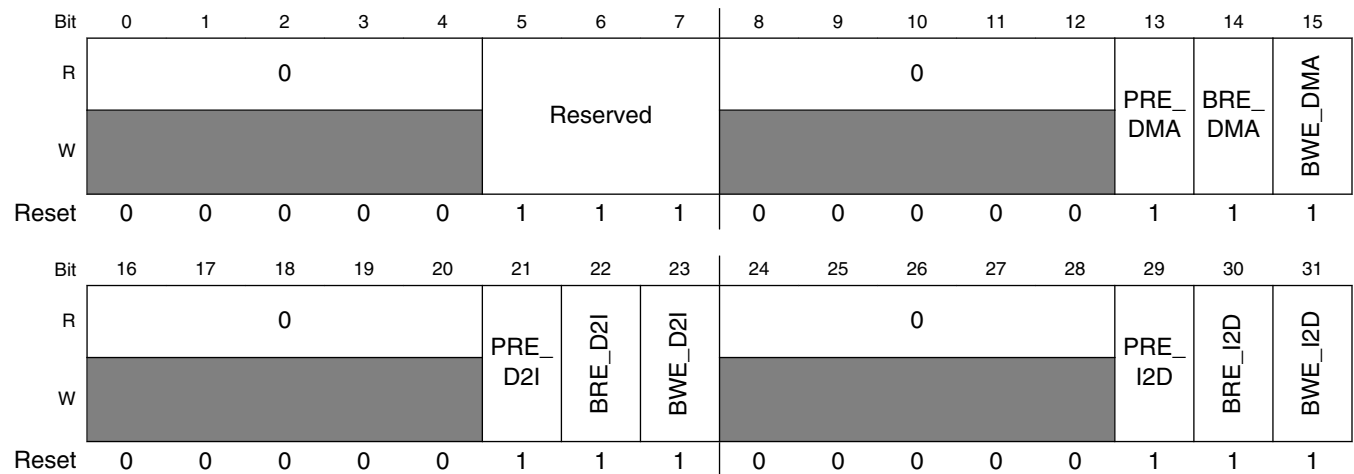 Bit 0 1 2 3 4 5 6 7 8 9 10 11 12 13 14 15
R 0 Reserved 0 PRE_ DMA BRE_ DMA BWE_DMA
W
Reset 0 0 0 0 0 1 1 1 0 0 0 0 0 1 1 1
Bit 16 17 18 19 20 21 22 23 24 25 26 27 28 29 30 31
R 0 PRE_ D2I BRE_D2I BWE_D2I 0 PRE_ I2D BRE_I2D BWE_I2D
W
Reset 0 0 0 0 0 1 1 1 0 0 0 0 0 1 1 1